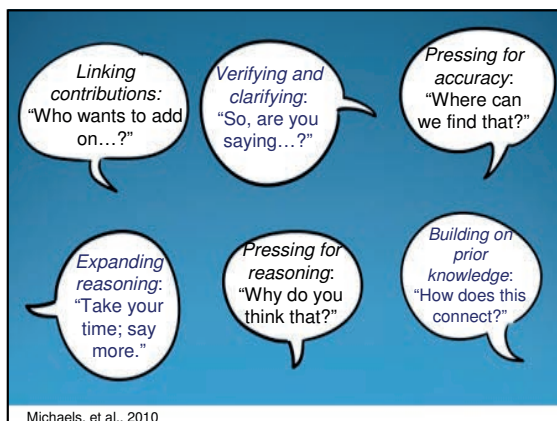 Linking
contributions:
“Who wants to add
on…?”
Verifying and
clarifying:
“So, are you
saying…?”
Pressing for
accuracy:
“Where can
we find that?”
Expanding
reasoning:
“Take your
time; say
more.”
Pressing for
reasoning:
“Why do you
think that?”
Building on
prior
knowledge:
“How does this
connect?”
Michaels, et al., 2010